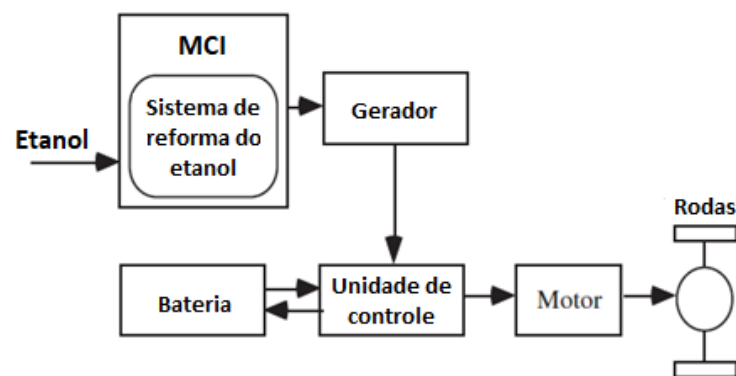 MCI
Sistema de
reforma do
etanol
Etanol
Gerador
Rodas
Bateria
Unidade de
controle
Motor